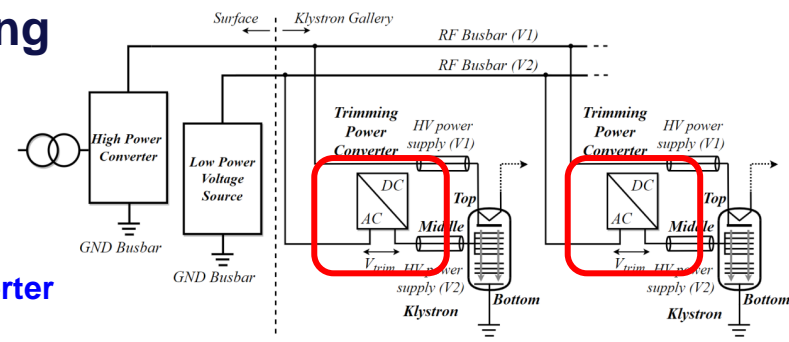 ng
Surface
Klystron Gallery
RF Busbar (V1)
RF Busbar (V2)
High Power
Converter
GND Busbar
Low Power
Voltage
Source
GND Busbar
Trimming
Power
Converter
HV power
supply (V1)
DC
AC
Top
Middle
Vtrim
HV power
supply (V2)
Bottom
Klystron
Trimming
Power
Converter
HV power
supply (V1)
DC
AC
Top
Middle
Vtrim
HV power
supply (V2)
Bottom
Klystron
rter